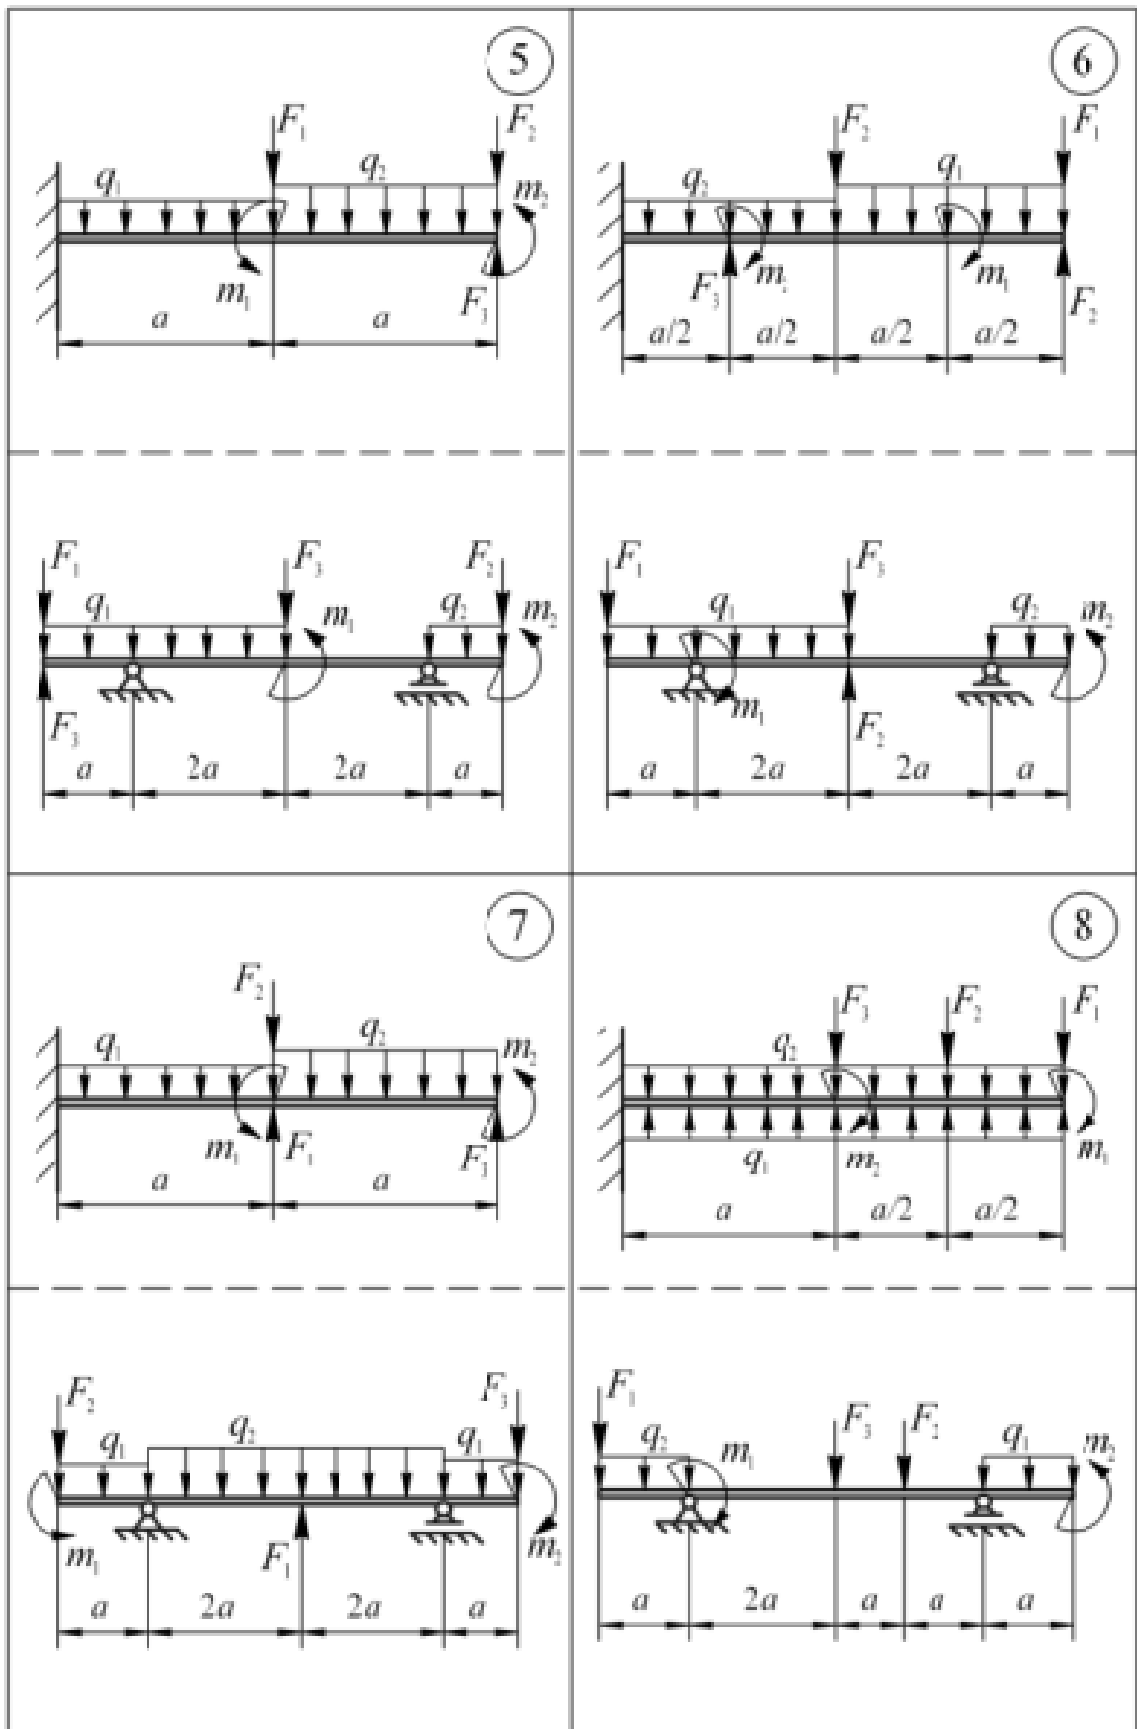 5
F₁ F₂
q₁ q₂ m₂
m₁ F₃
a a
F₁ F₃ F₂
q₁ m₁ q₂ m₂
F₃
a 2a 2a a
6
F₂ F₁
q₂ q₁
F₃ m₂ m₁ F₂
a/2 a/2 a/2 a/2
F₁ F₃
q₁ q₂ m₂
m₁ F₂
a 2a 2a a
7
F₂
q₁ q₂ m₂
m₁ F₁ F₃
a a
F₂ F₃
q₁ q₂ q₁
m₁ F₁ m₂
a 2a 2a a
8
F₃ F₂ F₁
q₂
q₁ m₂ m₁
a a/2 a/2
F₁ F₃ F₂
q₂ m₁ q₁ m₂
a 2a a a a